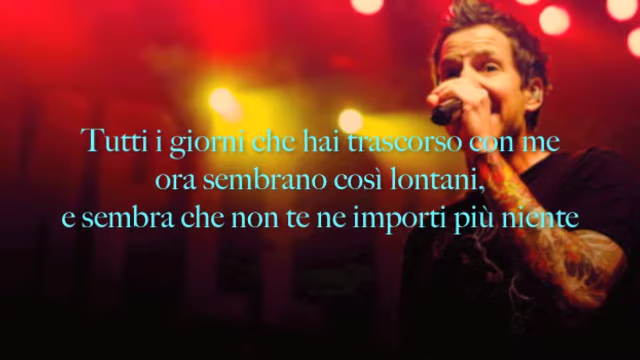 Tutti i giorni che hai trascorso con me
ora sembrano così lontani,
e sembra che non te ne importi più niente